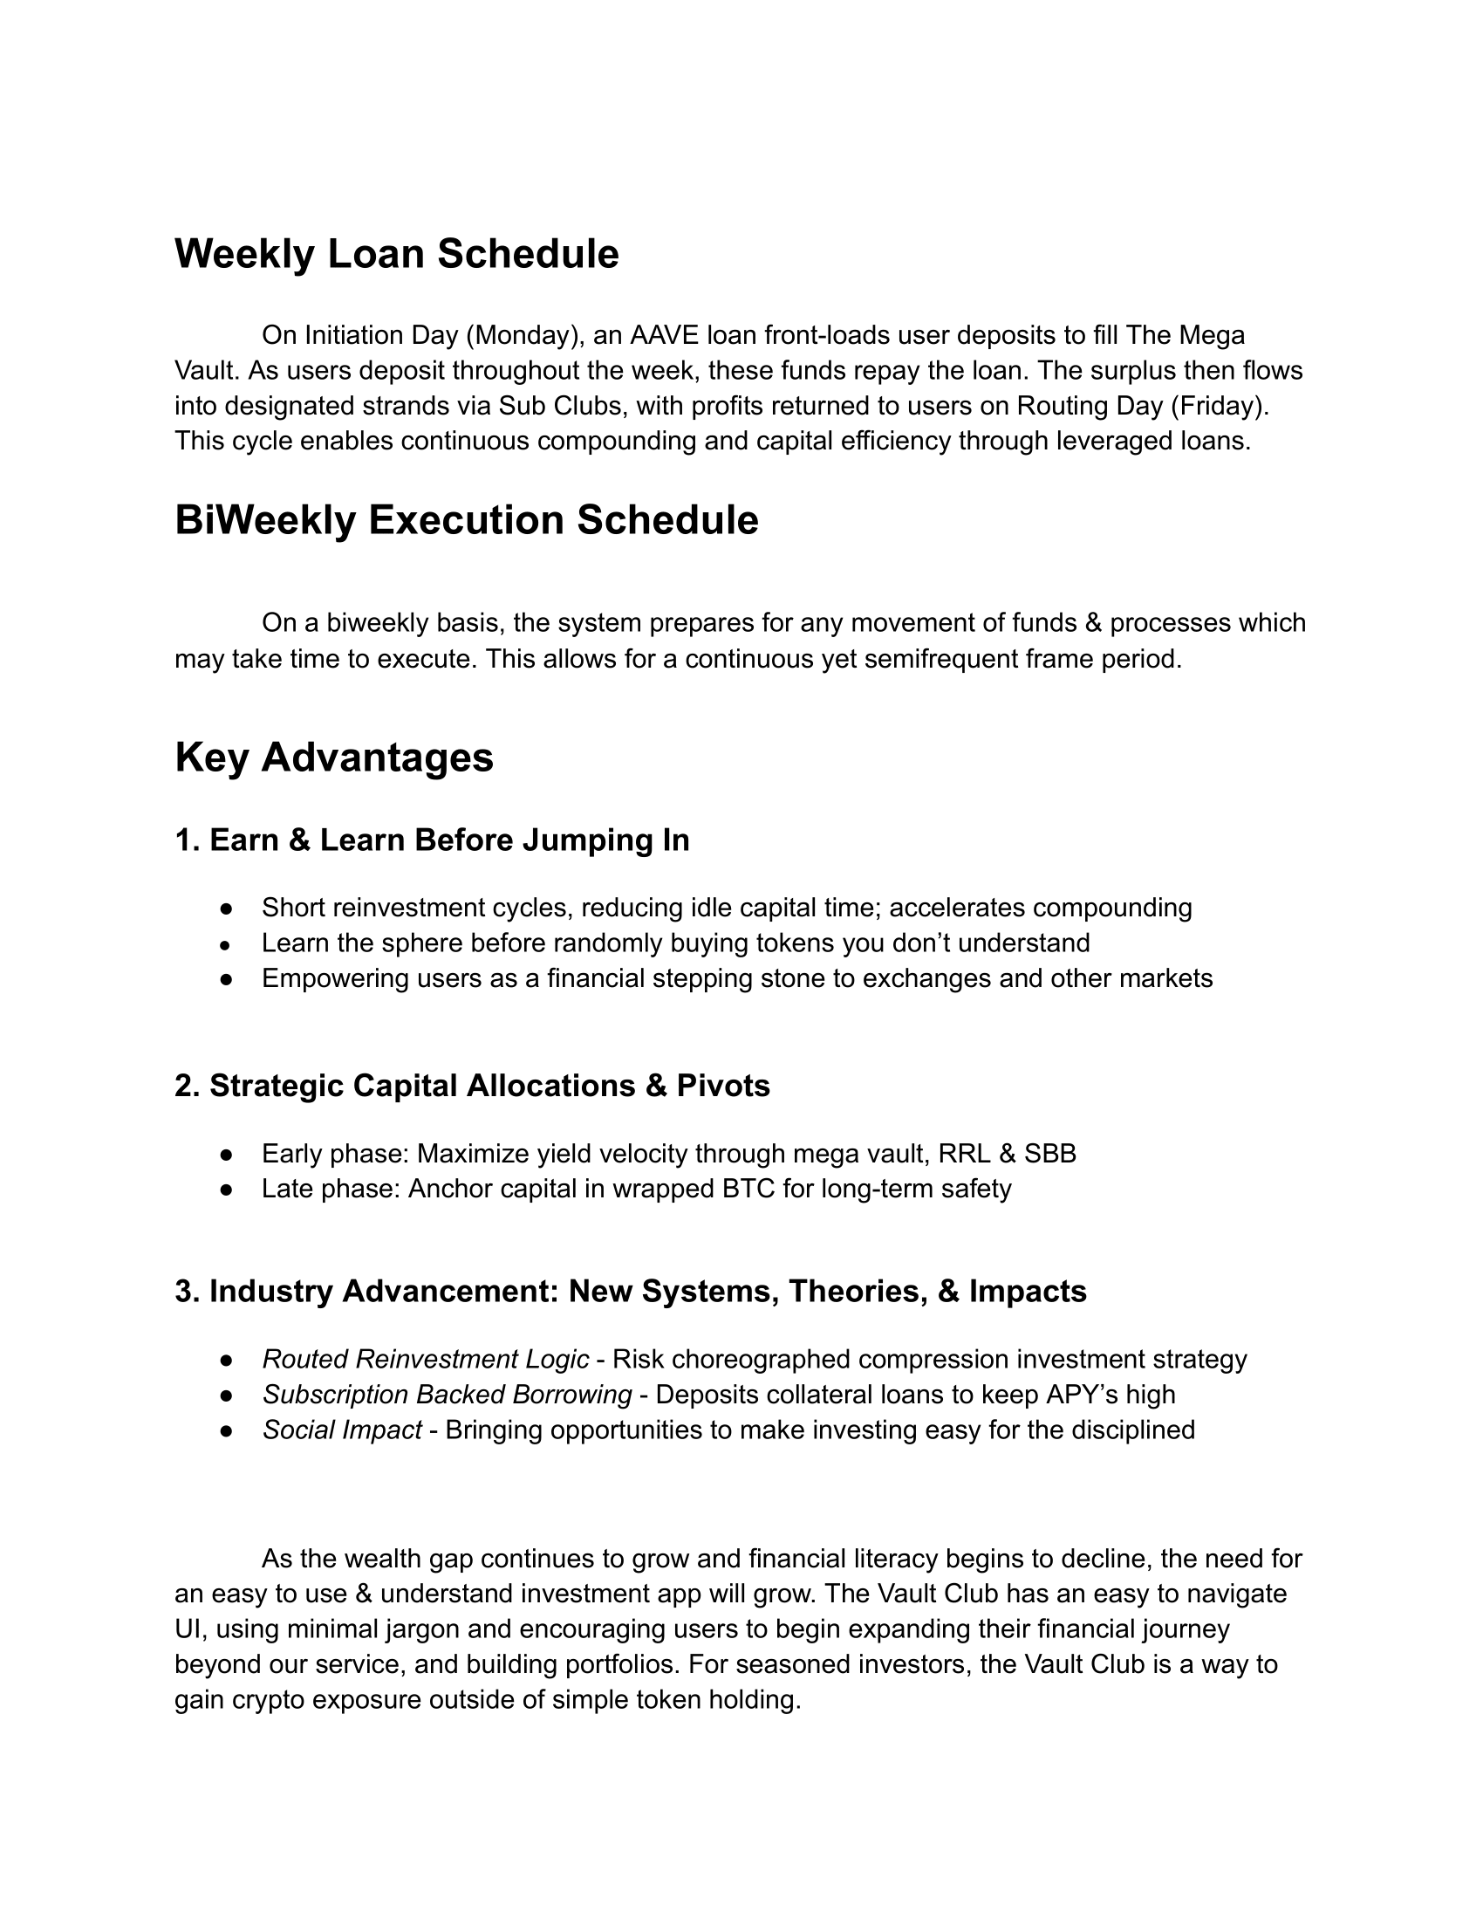 Weekly Loan Schedule
On Initiation Day (Monday), an AAVE loan front-loads user deposits to fill The Mega
Vault. As users deposit throughout the week, these funds repay the loan. The surplus then flows
into designated strands via Sub Clubs, with profits returned to users on Routing Day (Friday).
This cycle enables continuous compounding and capital efficiency through leveraged loans.
BiWeekly Execution Schedule
On a biweekly basis, the system prepares for any movement of funds & processes which
may take time to execute. This allows for a continuous yet semifrequent frame period.
Key Advantages
1. Earn & Learn Before Jumping In
● Short reinvestment cycles, reducing idle capital time; accelerates compounding
● Learn the sphere before randomly buying tokens you don’t understand
● Empowering users as a financial stepping stone to exchanges and other markets
2. Strategic Capital Allocations & Pivots
● Early phase: Maximize yield velocity through mega vault, RRL & SBB
● Late phase: Anchor capital in wrapped BTC for long-term safety
3. Industry Advancement: New Systems, Theories, & Impacts
● Routed Reinvestment Logic - Risk choreographed compression investment strategy
● Subscription Backed Borrowing - Deposits collateral loans to keep APY’s high
● Social Impact - Bringing opportunities to make investing easy for the disciplined
As the wealth gap continues to grow and financial literacy begins to decline, the need for
an easy to use & understand investment app will grow. The Vault Club has an easy to navigate
UI, using minimal jargon and encouraging users to begin expanding their financial journey
beyond our service, and building portfolios. For seasoned investors, the Vault Club is a way to
gain crypto exposure outside of simple token holding.